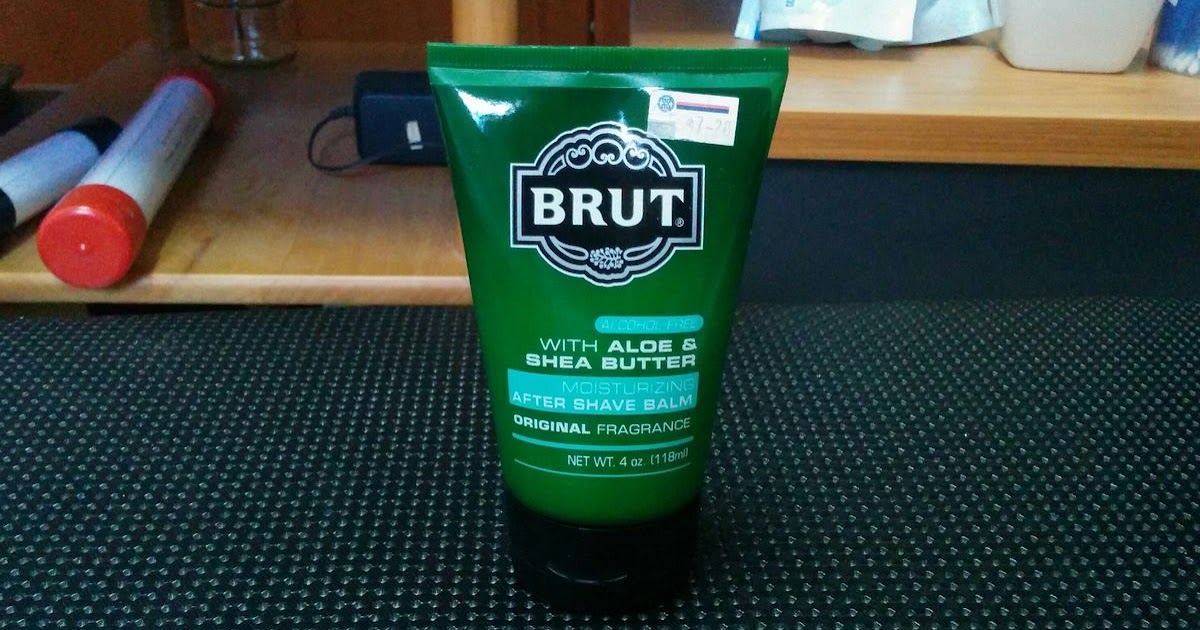 BRUT®
ALCOHOL FREE
WITH ALOE &
SHEA BUTTER
MOISTURIZING
AFTER SHAVE BALM
ORIGINAL FRAGRANCE
NET WT. 4 oz. (118ml)